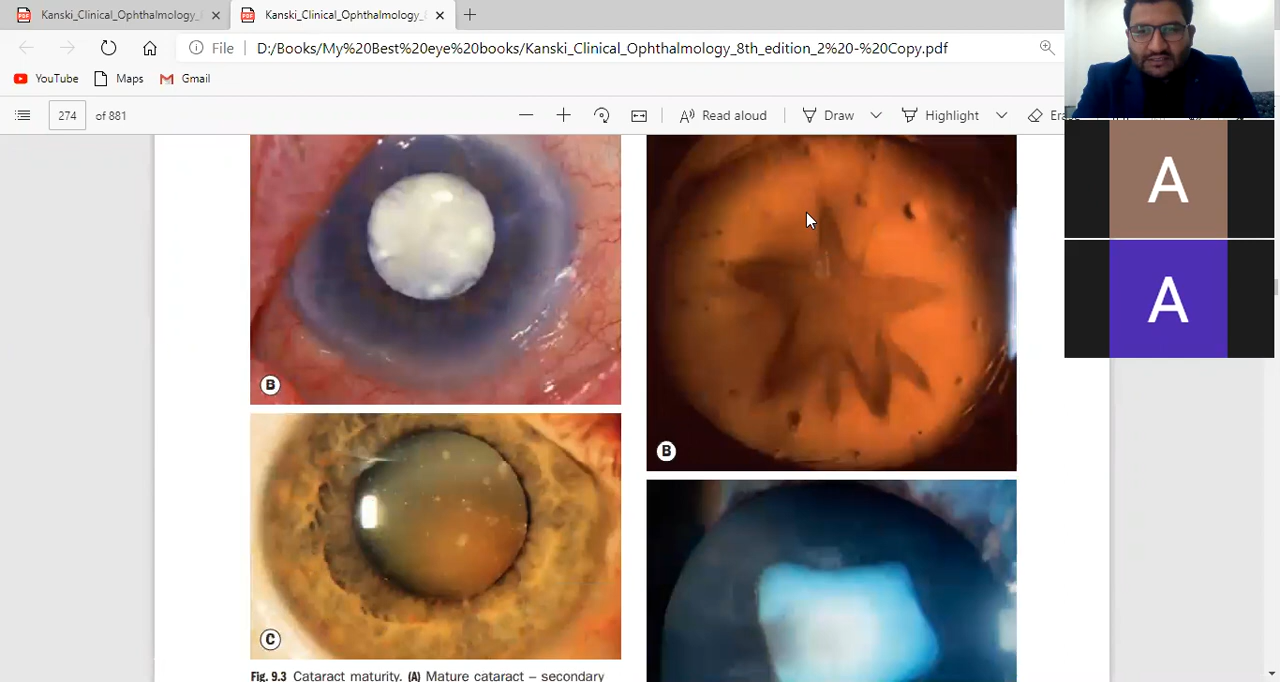 Kanski_Clinical_Ophthalmology_
Kanski_Clinical_Ophthalmology_
File
D:/Books/My%20Best%20eye%20books/Kanski_Clinical_Ophthalmology_8th_edition_2%20-%20Copy.pdf
YouTube
Maps
Gmail
274 of 881
Read aloud
Draw
Highlight
A
A
B
B
C
Fig. 9.3 Cataract maturity. (A) Mature cataract – secondary